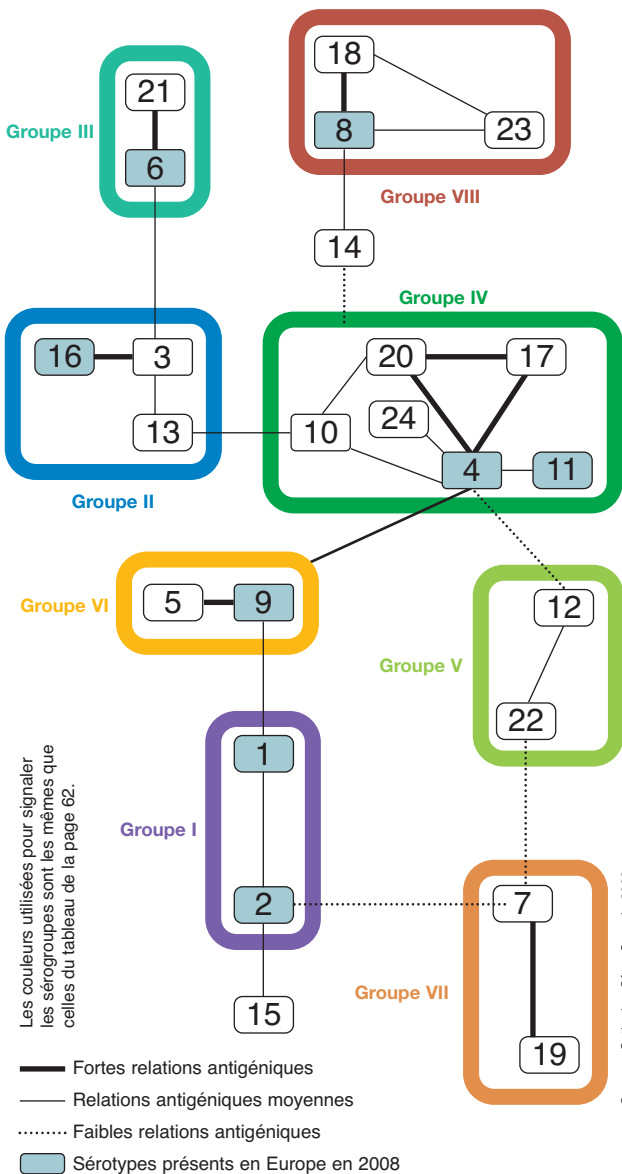 18
21
8
23
Groupe III
6
Groupe VIII
14
Groupe IV
16
3
20
17
24
13
10
4
11
Groupe II
5
9
12
Groupe VI
Groupe V
22
1
Les couleurs utilisées pour signaler
les sérogroupes sont les mêmes que
celles du tableau de la page 62.
Groupe I
2
7
Groupe VII
15
19
Fortes relations antigéniques
Relations antigéniques moyennes
Faibles relations antigéniques
Sérotypes présents en Europe en 2008